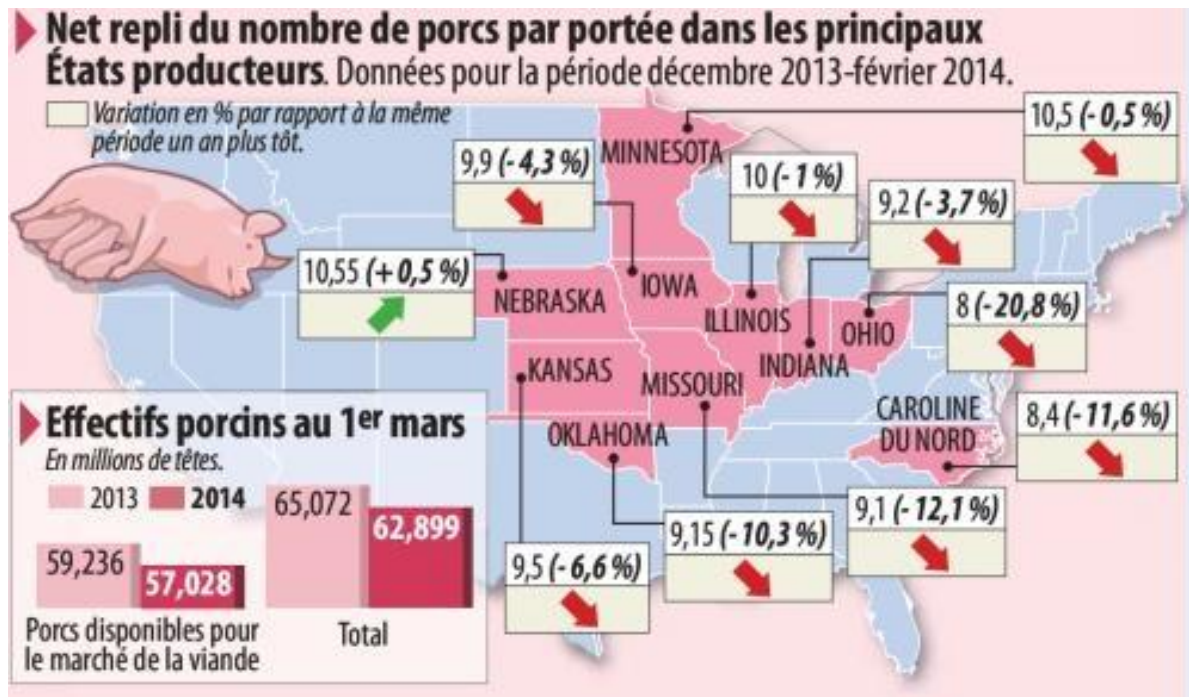 Net repli du nombre de porcs par portée dans les principaux
États producteurs. Données pour la période décembre 2013-février 2014.
Variation en % par rapport à la même
période un an plus tôt.
10,5 (- 0,5 %)
MINNESOTA
9,9 (- 4,3 %)
10 (- 1 %)
9,2 (- 3,7 %)
10,55 (+ 0,5 %)
NEBRASKA
IOWA
ILLINOIS
INDIANA
OHIO
8 (-20,8 %)
KANSAS
MISSOURI
OKLAHOMA
CAROLINE
DU NORD
8,4 (-11,6 %)
9,1 (- 12,1 %)
9,15 (- 10,3 %)
9,5 (- 6,6 %)
Effectifs porcins au 1er mars
En millions de têtes.
2013 2014
65,072
62,899
59,236
57,028
Porcs disponibles pour
le marché de la viande
Total